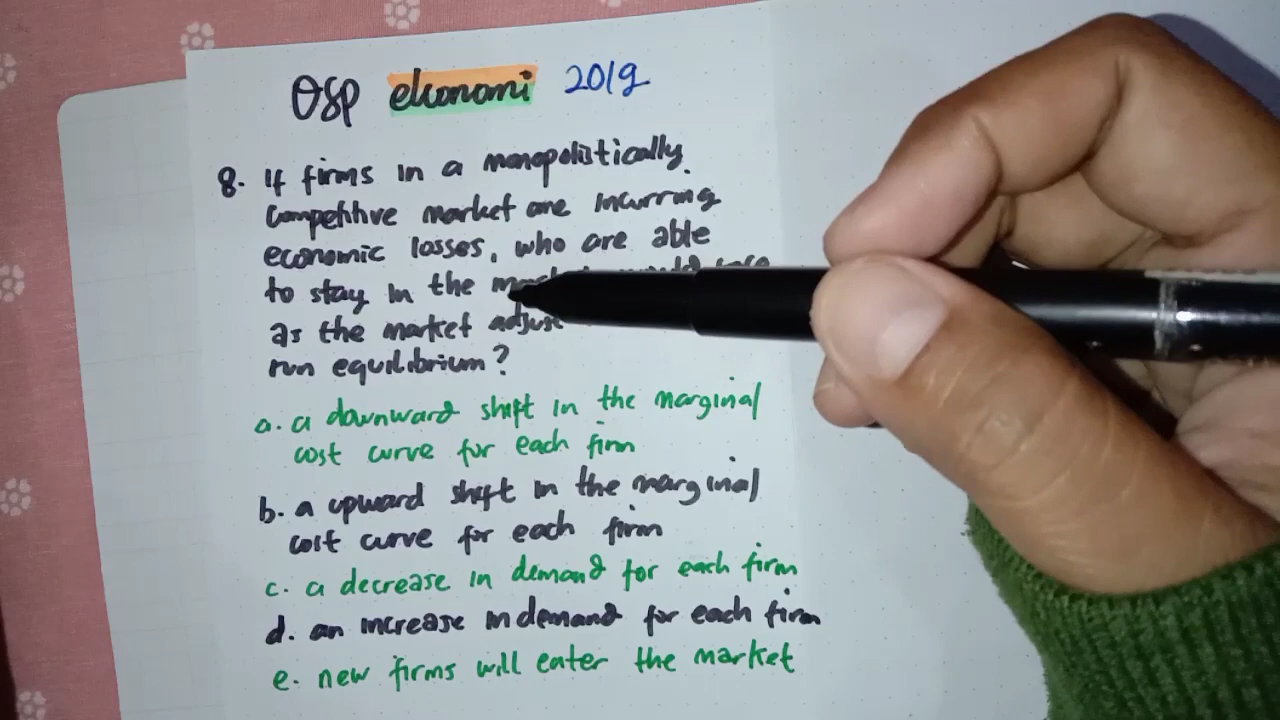 OSP ekonomi 2019
8. If firms in a monopolistically
competitive market are incurring
economic losses, who are able
to stay in the
as the market adjust
run equilibrium?
a. a downward shift in the marginal
cost curve for each firm
b. a upward shift in the marginal
cost curve for each firm
c. a decrease in demand for each firm
d. an increase in demand for each firm
e. new firms will enter the market